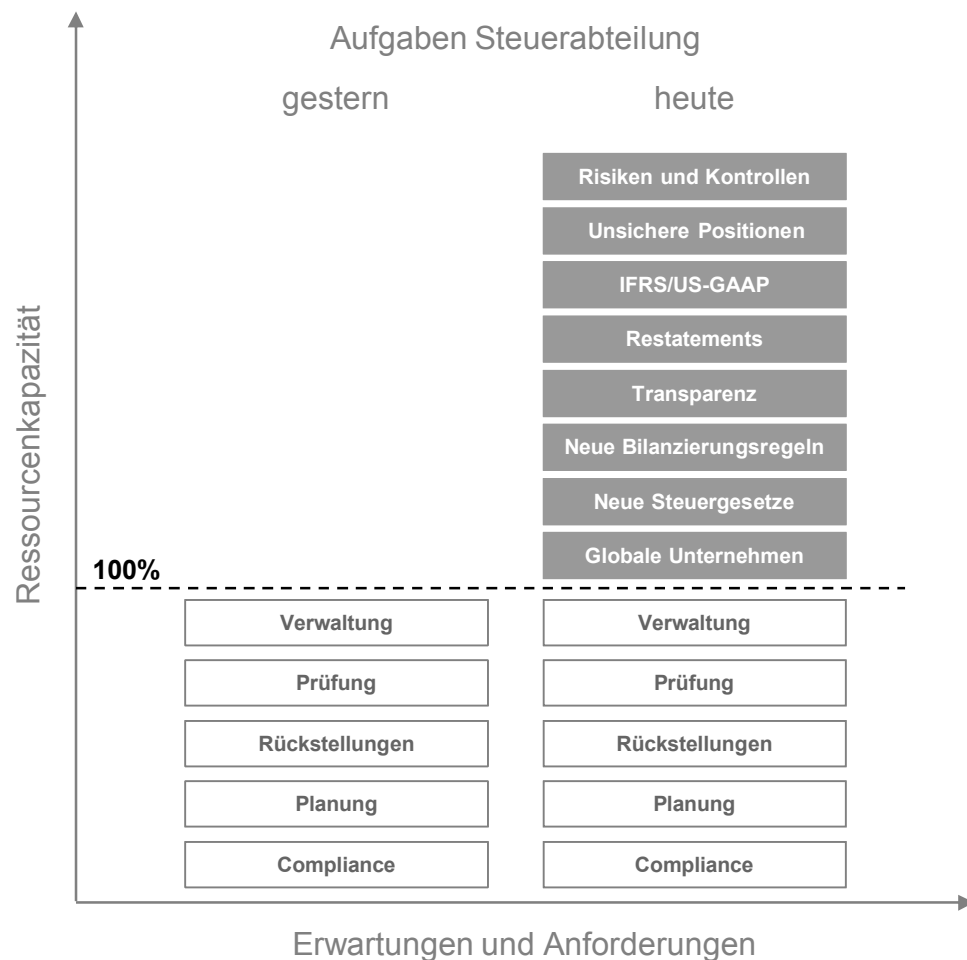 Aufgaben Steuerabteilung
gestern
heute
Risiken und Kontrollen
Unsichere Positionen
IFRS/US-GAAP
Restatements
Transparenz
Neue Bilanzierungsregeln
Neue Steuergesetze
Globale Unternehmen
Ressourcenkapazität
100%
Verwaltung
Verwaltung
Prüfung
Prüfung
Rückstellungen
Rückstellungen
Planung
Planung
Compliance
Compliance
Erwartungen und Anforderungen